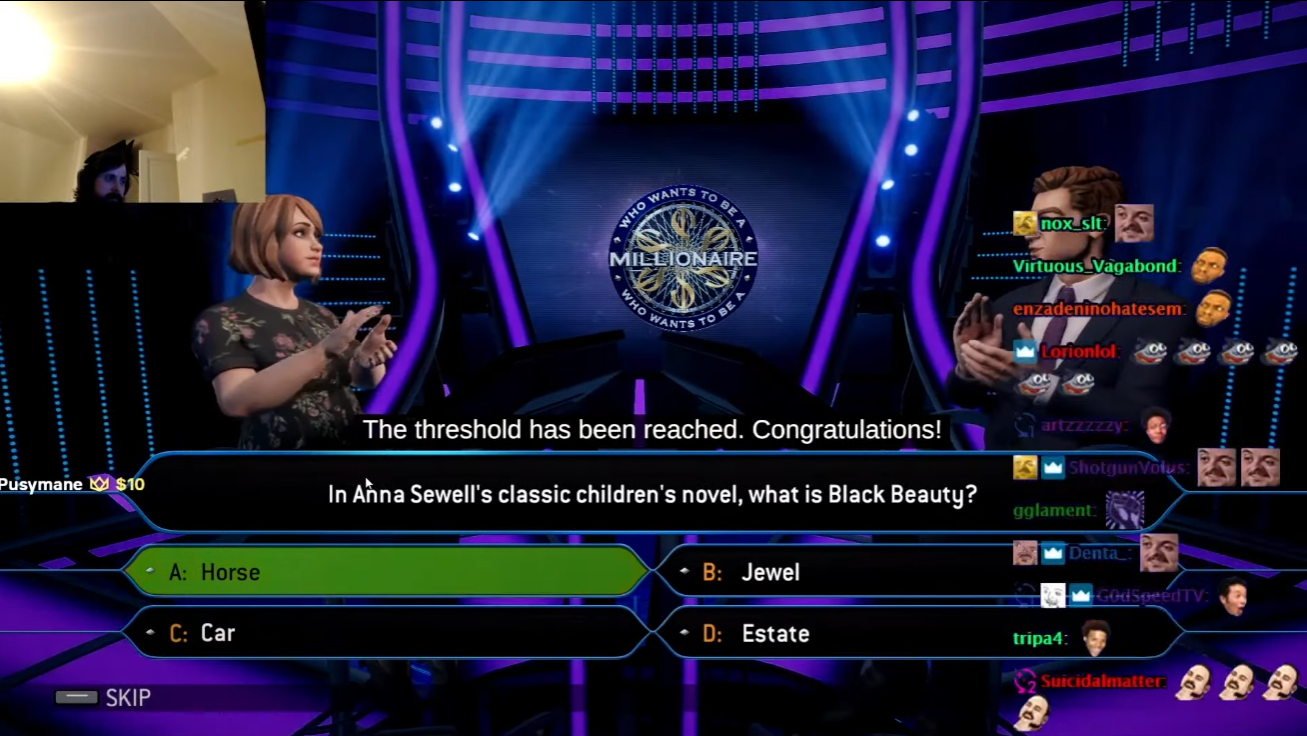 WHO WANTS TO BE A
MILLIONAIRE
WHO WANTS TO BE A
nox_slt:
Virtuous_Vagabond:
enzadeninohatesem:
Lorionlol:
artzzzzzy:
The threshold has been reached. Congratulations!
ShotgunVolus:
Pusymane $10
In Anna Sewell's classic children's novel, what is Black Beauty?
gglament:
Denta_:
A: Horse
B: Jewel
G0dSpeedTV:
C: Car
D: Estate
tripa4:
2 Suicidalmatter:
SKIP